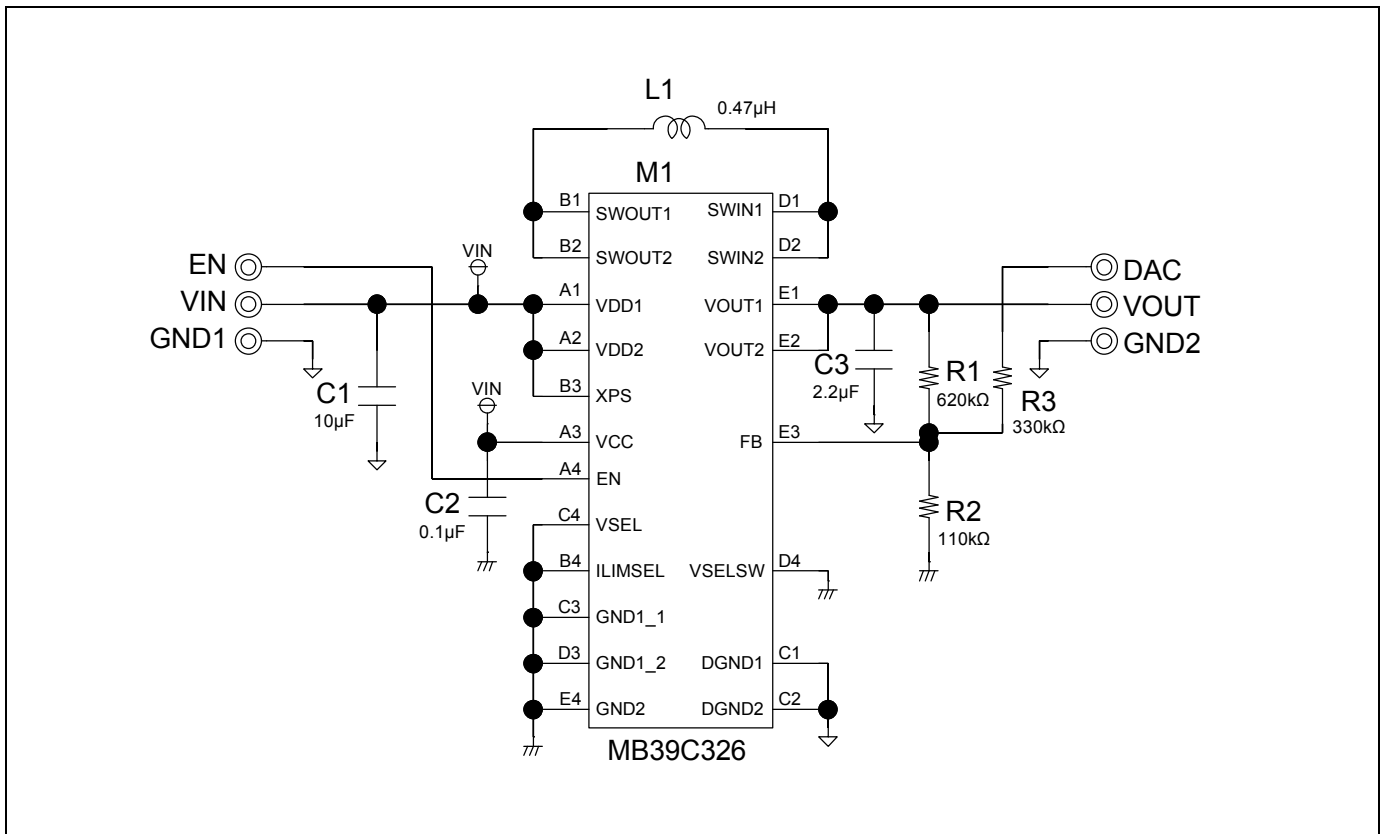 L1
0.47µH
M1
B1 SWOUT1 SWIN1 D1
B2 SWOUT2 SWIN2 D2
EN VIN DAC
VIN A1 VDD1 VOUT1 E1 VOUT
GND1 A2 VDD2 VOUT2 E2 GND2
C1
10µF
VIN
B3 XPS
C3
2.2µF
R1
620kΩ
R3
330kΩ
A3 VCC FB E3
A4 EN
C2
0.1µF
C4 VSEL
R2
110kΩ
B4 ILIMSEL VSELSW D4
C3 GND1_1
D3 GND1_2 DGND1 C1
E4 GND2 DGND2 C2
MB39C326